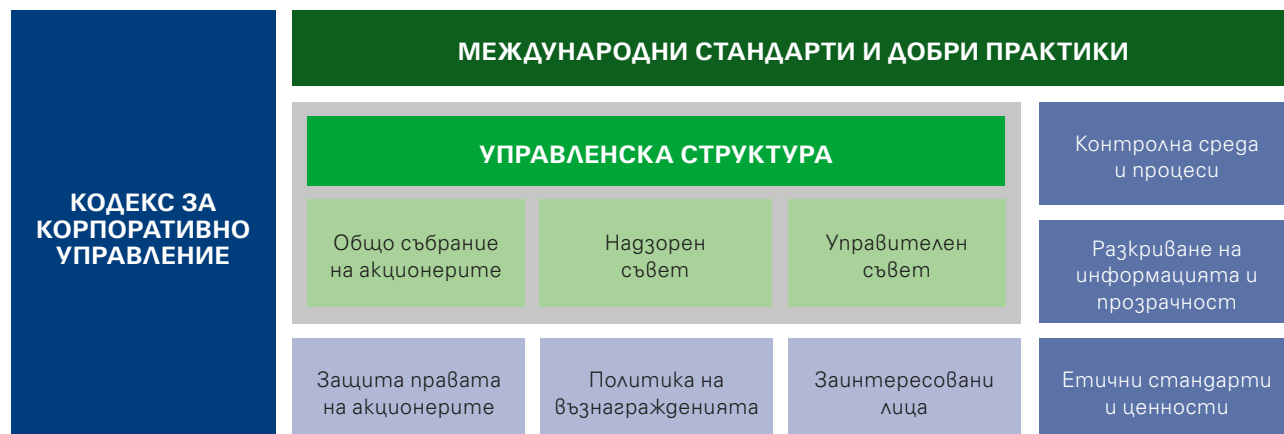 КОДЕКС ЗА
КОРПОРАТИВНО
УПРАВЛЕНИЕ
МЕЖДУНАРОДНИ СТАНДАРТИ И ДОБРИ ПРАКТИКИ
УПРАВЛЕНСКА СТРУКТУРА
Общо събрание
на акционерите
Надзорен
съвет
Управителен
съвет
Контролна среда
и процеси
Разкриване на
информацията и
прозрачност
Защита правата
на акционерите
Политика на
възнагражденията
Заинтересовани
лица
Етични стандарти
и ценности